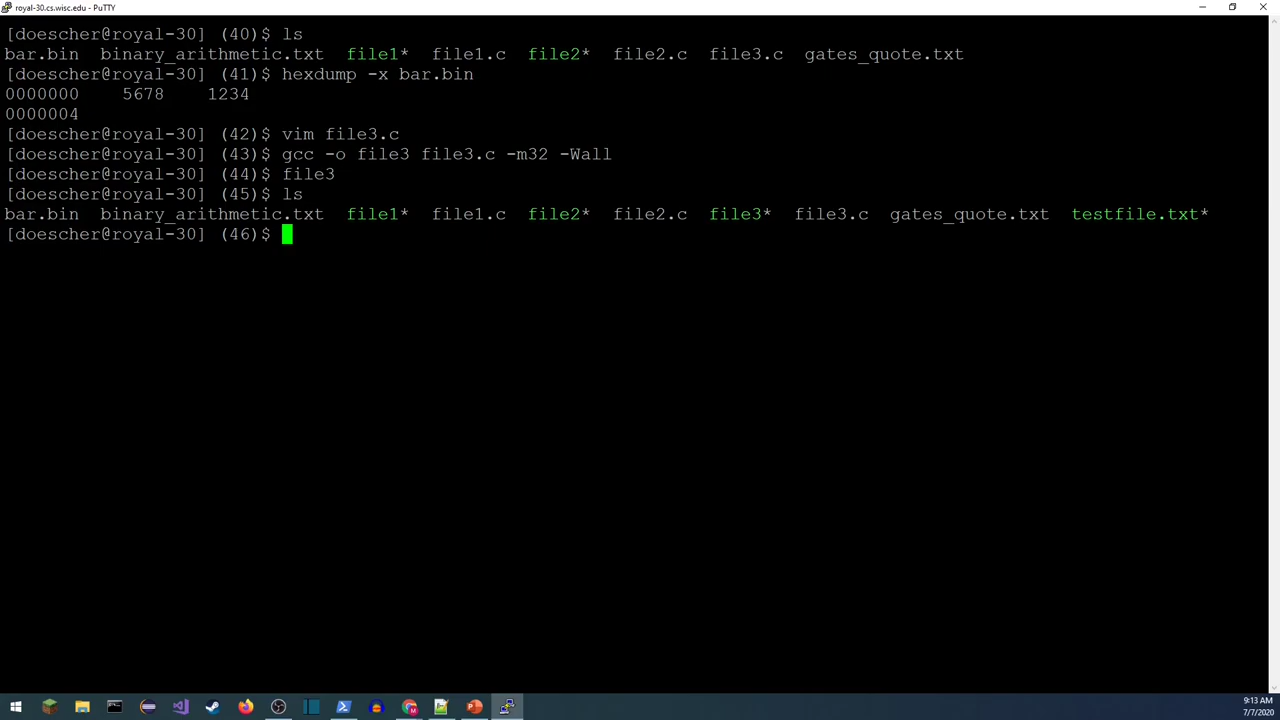 royal-30.cs.wisc.edu - PuTTY
[doescher@royal-30] (40)$ ls
bar.bin  binary_arithmetic.txt  file1*  file1.c  file2*  file2.c  file3.c  gates_quote.txt
[doescher@royal-30] (41)$ hexdump -x bar.bin
0000000    5678    1234
0000004
[doescher@royal-30] (42)$ vim file3.c
[doescher@royal-30] (43)$ gcc -o file3 file3.c -m32 -Wall
[doescher@royal-30] (44)$ file3
[doescher@royal-30] (45)$ ls
bar.bin  binary_arithmetic.txt  file1*  file1.c  file2*  file2.c  file3*  file3.c  gates_quote.txt  testfile.txt*
[doescher@royal-30] (46)$
9:13 AM
7/7/2020